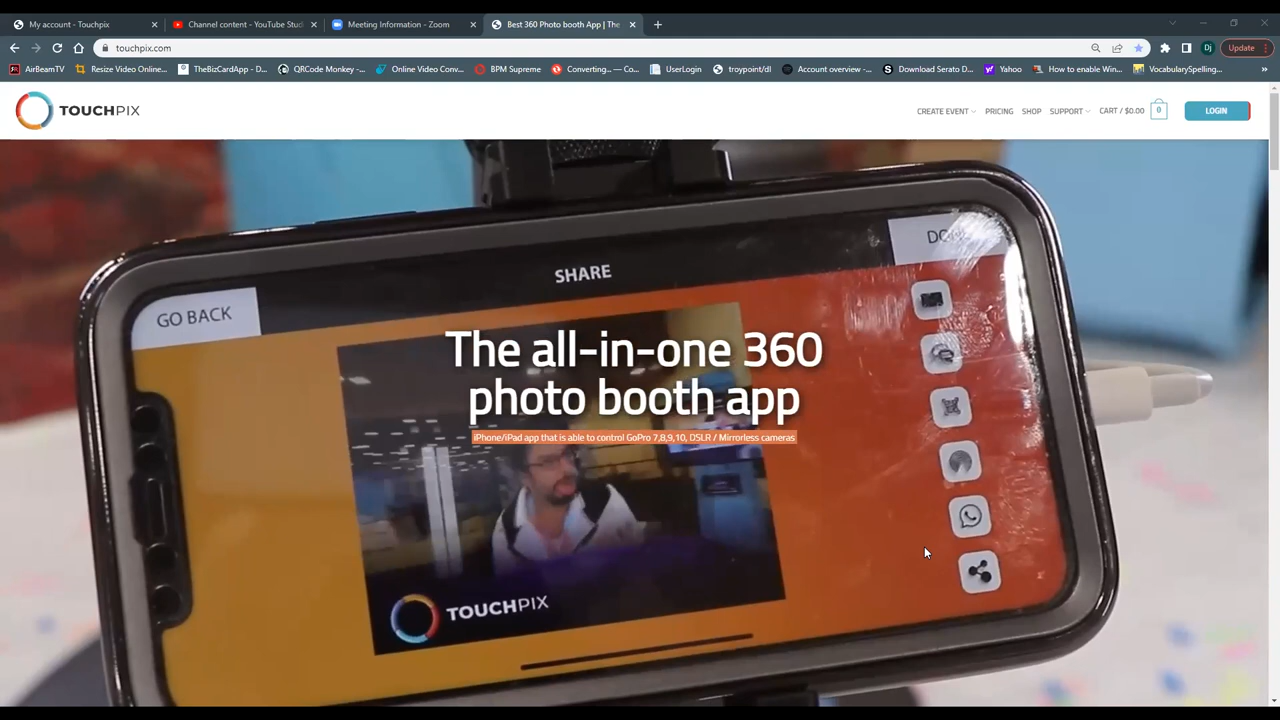 My account - Touchpix
Channel content - YouTube Stud
Meeting Information - Zoom
Best 360 Photo booth App | The
touchpix.com
Dj
Update
AirBeamTV
Resize Video Online...
TheBizCardApp - D...
QRCode Monkey -...
Online Video Conv...
BPM Supreme
Converting... — Co...
UserLogin
troypoint/dl
Account overview -...
Download Serato D...
Yahoo
How to enable Win...
VocabularySpelling...
TOUCHPIX
CREATE EVENT
PRICING
SHOP
SUPPORT
CART / $0.00
0
LOGIN
SHARE
GO BACK
The all-in-one 360
photo booth app
iPhone/iPad app that is able to control GoPro 7,8,9,10, DSLR / Mirrorless cameras
TOUCHPIX